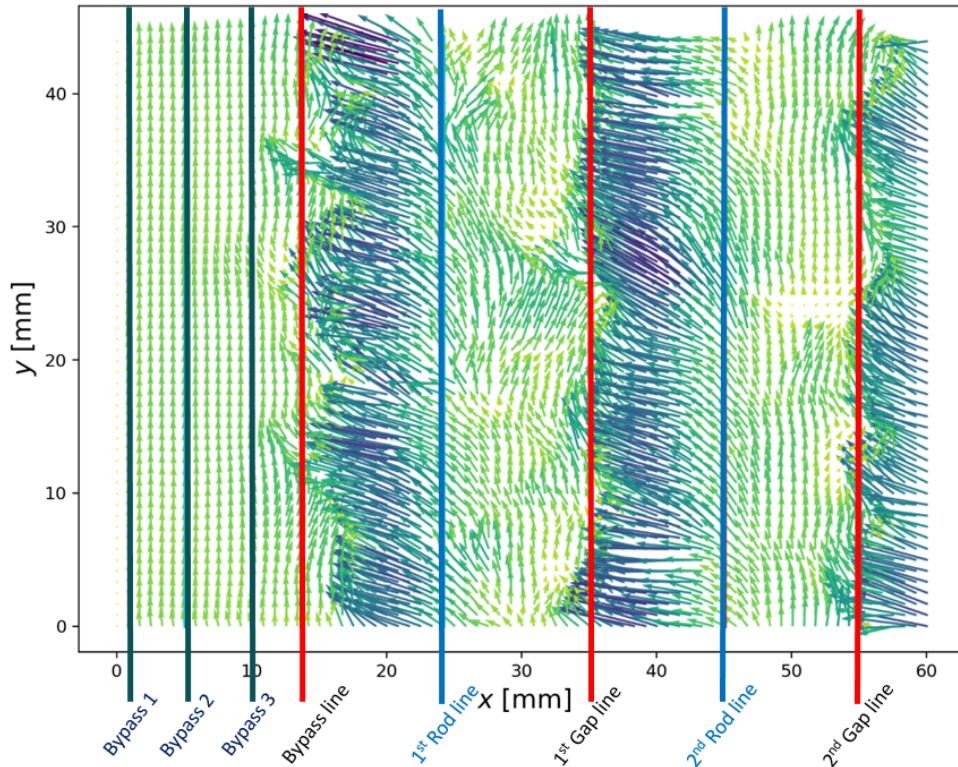 40
30
20
10
0
y [mm]
0 10 20 30 40 50 60
x [mm]
Bypass 1
Bypass 2
Bypass 3
Bypass line
1st Rod line
1st Gap line
2nd Rod line
2nd Gap line